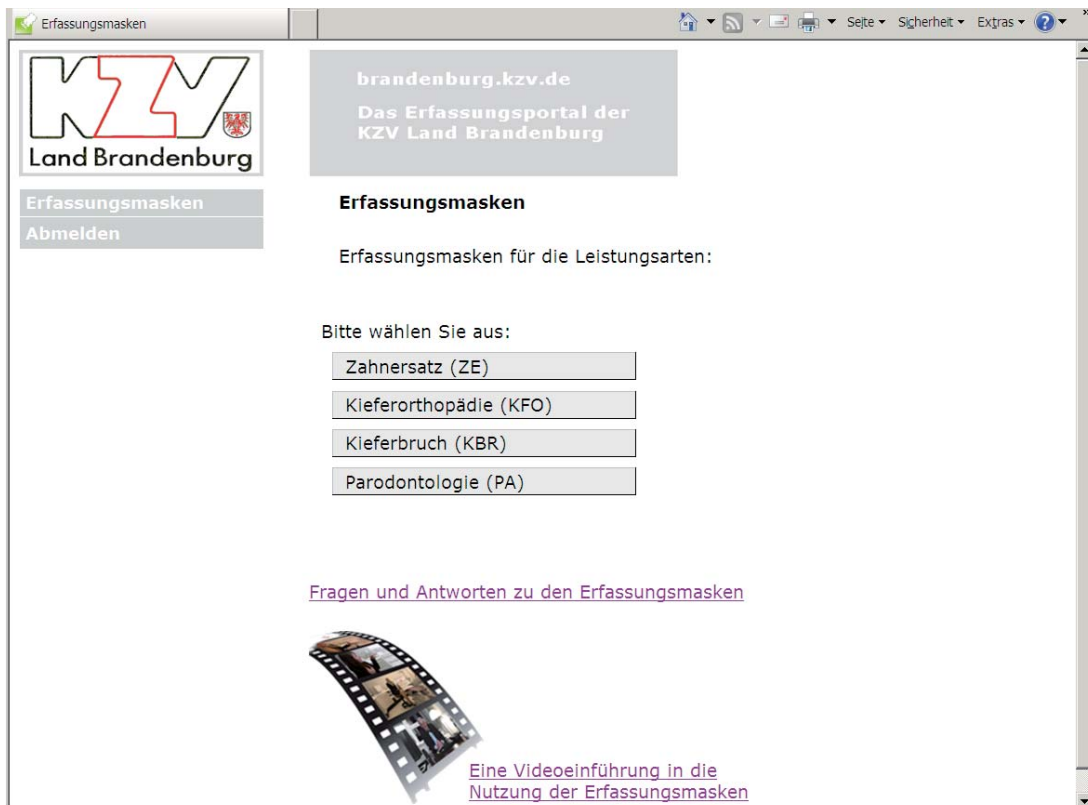 Erfassungsmasken
Seite
Sicherheit
Extras
?
»
KZV
Land Brandenburg
brandenburg.kzv.de
Das Erfassungsportal der
KZV Land Brandenburg
Erfassungsmasken
Abmelden
Erfassungsmasken
Erfassungsmasken für die Leistungsarten:
Bitte wählen Sie aus:
Zahnersatz (ZE)
Kieferorthopädie (KFO)
Kieferbruch (KBR)
Parodontologie (PA)
Fragen und Antworten zu den Erfassungsmasken
Eine Videoeinführung in die
Nutzung der Erfassungsmasken